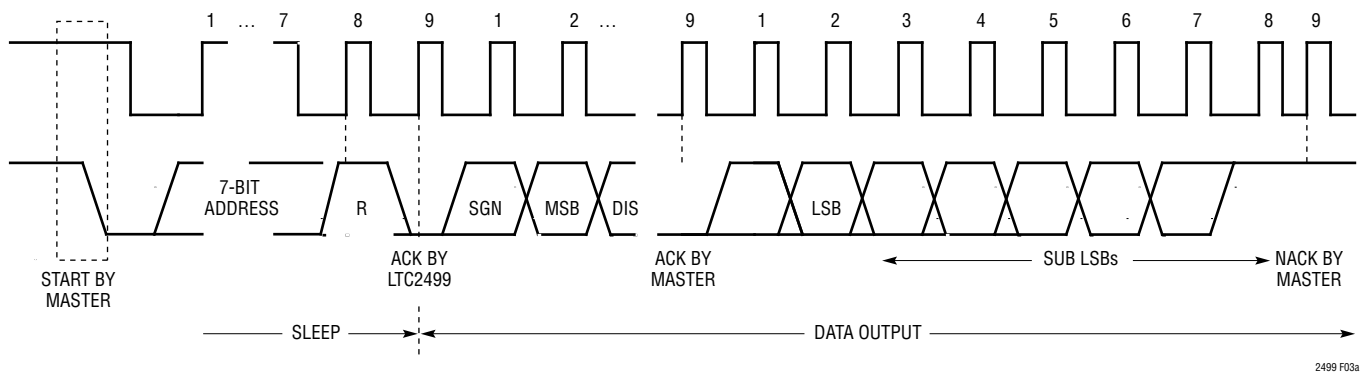 1 … 7 8 9 1 2 … 9 1 2 3 4 5 6 7 8 9
7-BIT
ADDRESS
R
SGN
MSB
DIS
LSB
START BY
MASTER
ACK BY
LTC2499
ACK BY
MASTER
SUB LSBs
NACK BY
MASTER
SLEEP
DATA OUTPUT
2499 F03a